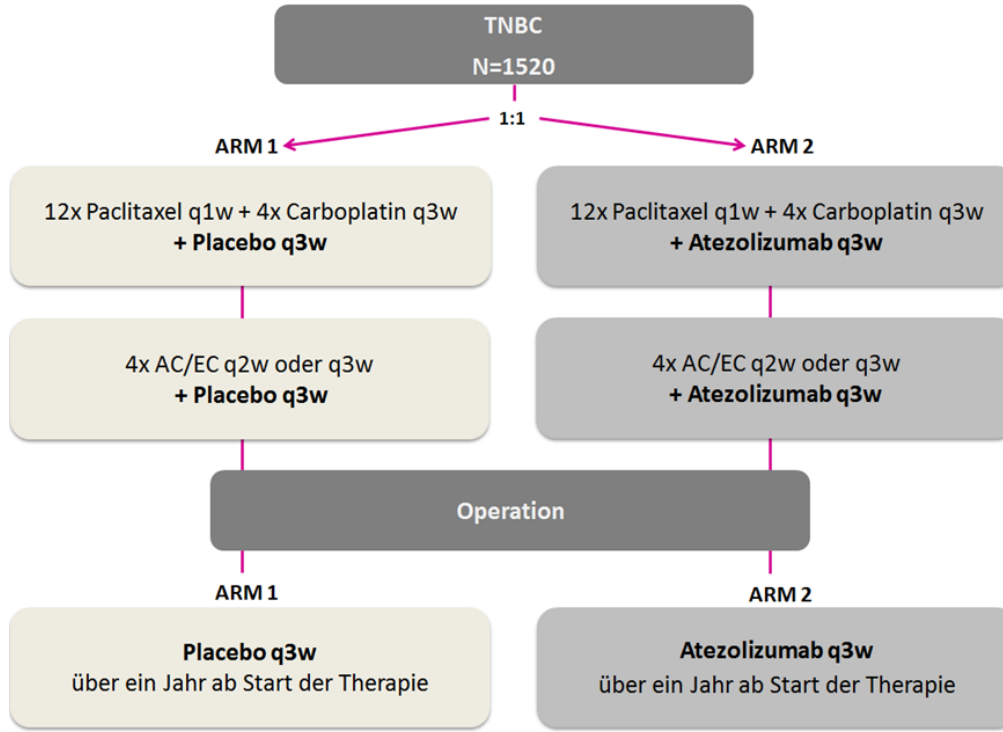 TNBC
N=1520
1:1
ARM 1
ARM 2
12x Paclitaxel q1w + 4x Carboplatin q3w
+ Placebo q3w
12x Paclitaxel q1w + 4x Carboplatin q3w
+ Atezolizumab q3w
4x AC/EC q2w oder q3w
+ Placebo q3w
4x AC/EC q2w oder q3w
+ Atezolizumab q3w
Operation
ARM 1
ARM 2
Placebo q3w
über ein Jahr ab Start der Therapie
Atezolizumab q3w
über ein Jahr ab Start der Therapie